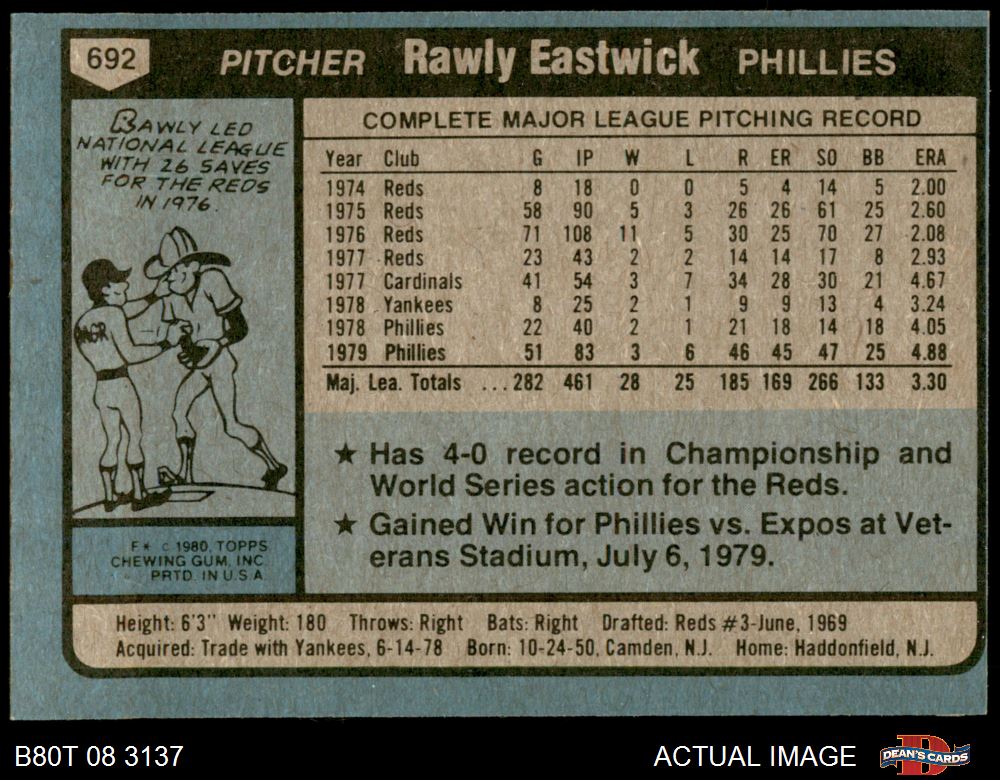 692 PITCHER Rawly Eastwick PHILLIES
RAWLY LED
NATIONAL LEAGUE
WITH 26 SAVES
FOR THE REDS
IN 1976.
MGR
COMPLETE MAJOR LEAGUE PITCHING RECORD
Year Club G IP W L R ER SO BB ERA
1974 Reds 8 18 0 0 5 4 14 5 2.00
1975 Reds 58 90 5 3 26 26 61 25 2.60
1976 Reds 71 108 11 5 30 25 70 27 2.08
1977 Reds 23 43 2 2 14 14 17 8 2.93
1977 Cardinals 41 54 3 7 34 28 30 21 4.67
1978 Yankees 8 25 2 1 9 9 13 4 3.24
1978 Phillies 22 40 2 1 21 18 14 18 4.05
1979 Phillies 51 83 3 6 46 45 47 25 4.88
Maj. Lea. Totals ...282 461 28 25 185 169 266 133 3.30
★ Has 4-0 record in Championship and
World Series action for the Reds.
★ Gained Win for Phillies vs. Expos at Vet-
erans Stadium, July 6, 1979.
F* © 1980, TOPPS
CHEWING GUM, INC.
PRTD. IN U.S.A.
Height: 6'3" Weight: 180 Throws: Right Bats: Right Drafted: Reds #3-June, 1969
Acquired: Trade with Yankees, 6-14-78 Born: 10-24-50, Camden, N.J. Home: Haddonfield, N.J.
B80T 08 3137 ACTUAL IMAGE DEAN'S CARDS